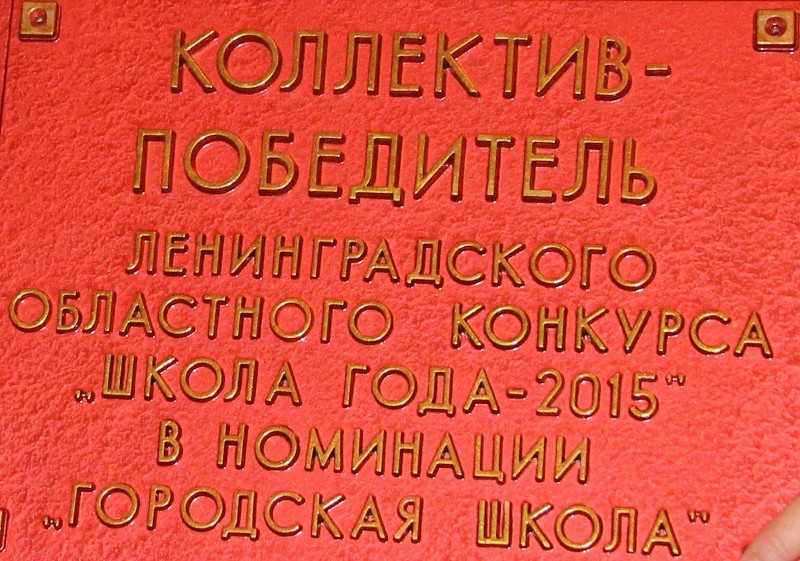 КОЛЛЕКТИВ-
ПОБЕДИТЕЛЬ
ЛЕНИНГРАДСКОГО
ОБЛАСТНОГО КОНКУРСА
„ШКОЛА ГОДА-2015"
В НОМИНАЦИИ
„ГОРОДСКАЯ ШКОЛА"